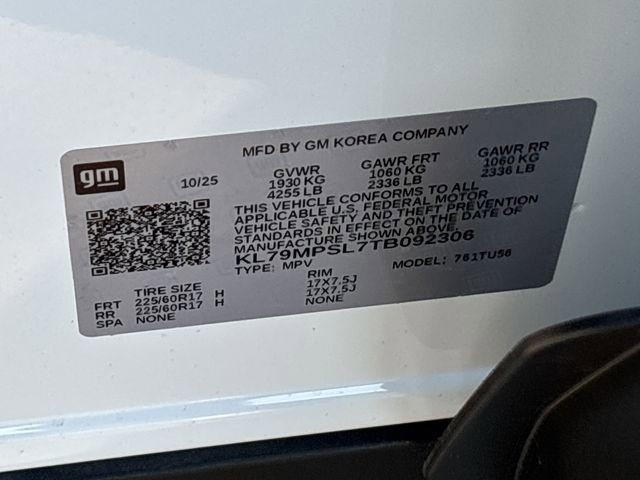 gm
MFD BY GM KOREA COMPANY
10/25
GVWR GAWR FRT GAWR RR
1930 KG 1060 KG 1060 KG
4255 LB 2336 LB 2336 LB
THIS VEHICLE CONFORMS TO ALL
APPLICABLE U.S. FEDERAL MOTOR
VEHICLE SAFETY AND THEFT PREVENTION
STANDARDS IN EFFECT ON THE DATE OF
MANUFACTURE SHOWN ABOVE.
KL79MPSL7TB092306
TYPE: MPV MODEL: 761TU56
TIRE SIZE RIM
FRT 225/60R17 H 17X7.5J
RR 225/60R17 H 17X7.5J
SPA NONE NONE